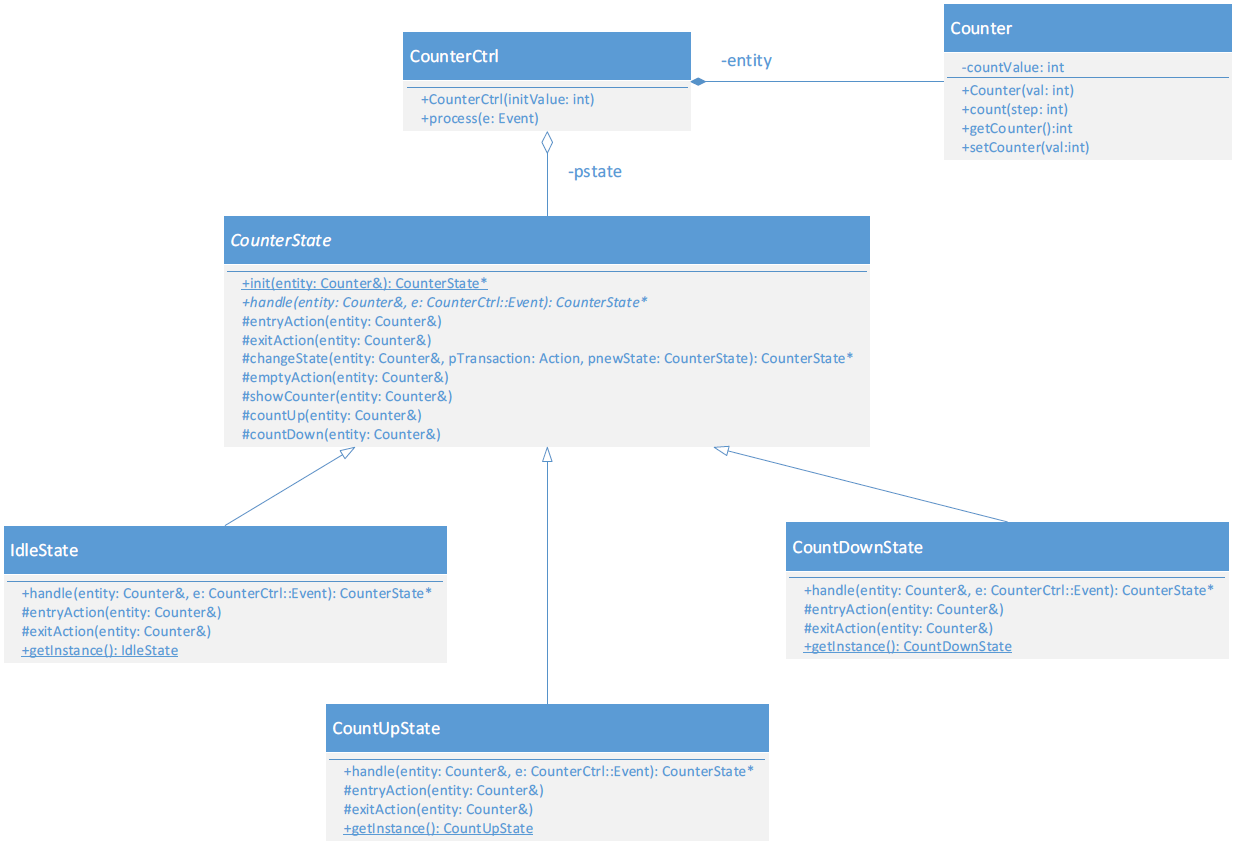 CounterCtrl
+CounterCtrl(initValue: int)
+process(e: Event)
-entity
Counter
-countValue: int
+Counter(val: int)
+count(step: int)
+getCounter():int
+setCounter(val:int)
-pstate
CounterState
+init(entity: Counter&): CounterState*
+handle(entity: Counter&, e: CounterCtrl::Event): CounterState*
#entryAction(entity: Counter&)
#exitAction(entity: Counter&)
#changeState(entity: Counter&, pTransaction: Action, pnewState: CounterState): CounterState*
#emptyAction(entity: Counter&)
#showCounter(entity: Counter&)
#countUp(entity: Counter&)
#countDown(entity: Counter&)
IdleState
+handle(entity: Counter&, e: CounterCtrl::Event): CounterState*
#entryAction(entity: Counter&)
#exitAction(entity: Counter&)
+getInstance(): IdleState
CountDownState
+handle(entity: Counter&, e: CounterCtrl::Event): CounterState*
#entryAction(entity: Counter&)
#exitAction(entity: Counter&)
+getInstance(): CountDownState
CountUpState
+handle(entity: Counter&, e: CounterCtrl::Event): CounterState*
#entryAction(entity: Counter&)
#exitAction(entity: Counter&)
+getInstance(): CountUpState